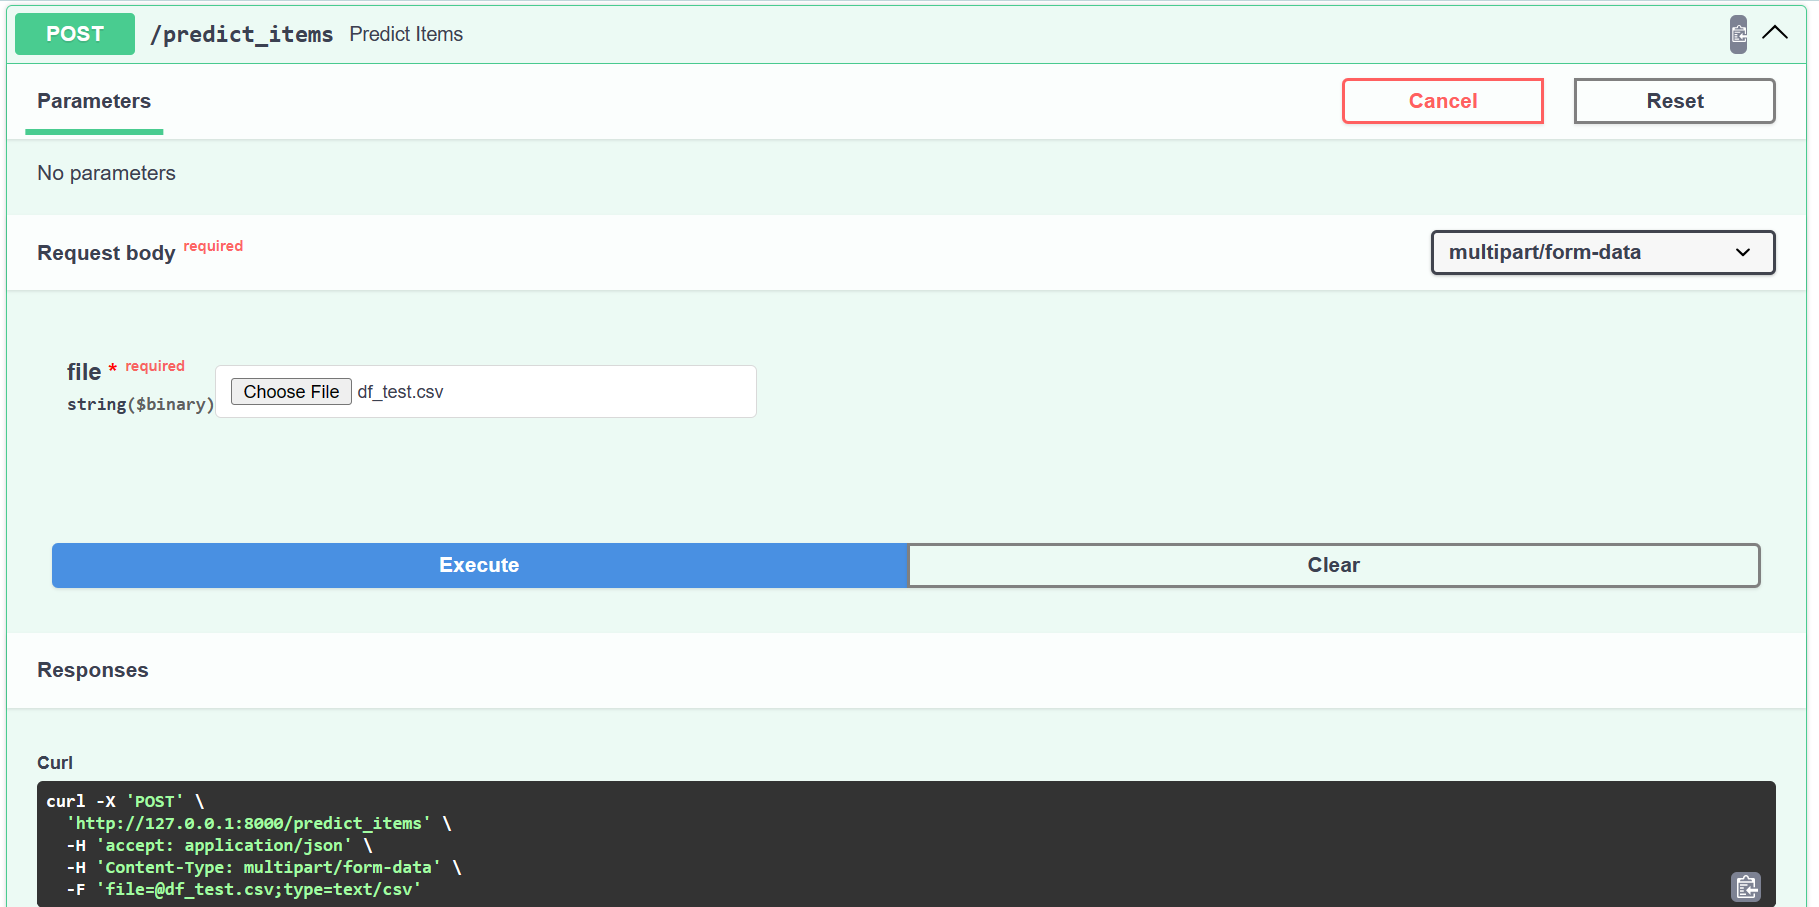 POST /predict_items Predict Items
Parameters Cancel Reset
No parameters
Request body required multipart/form-data
file * required
string($binary) Choose File df_test.csv
Execute Clear
Responses
Curl
curl -X 'POST' \
'http://127.0.0.1:8000/predict_items' \
-H 'accept: application/json' \
-H 'Content-Type: multipart/form-data' \
-F 'file=@df_test.csv;type=text/csv'